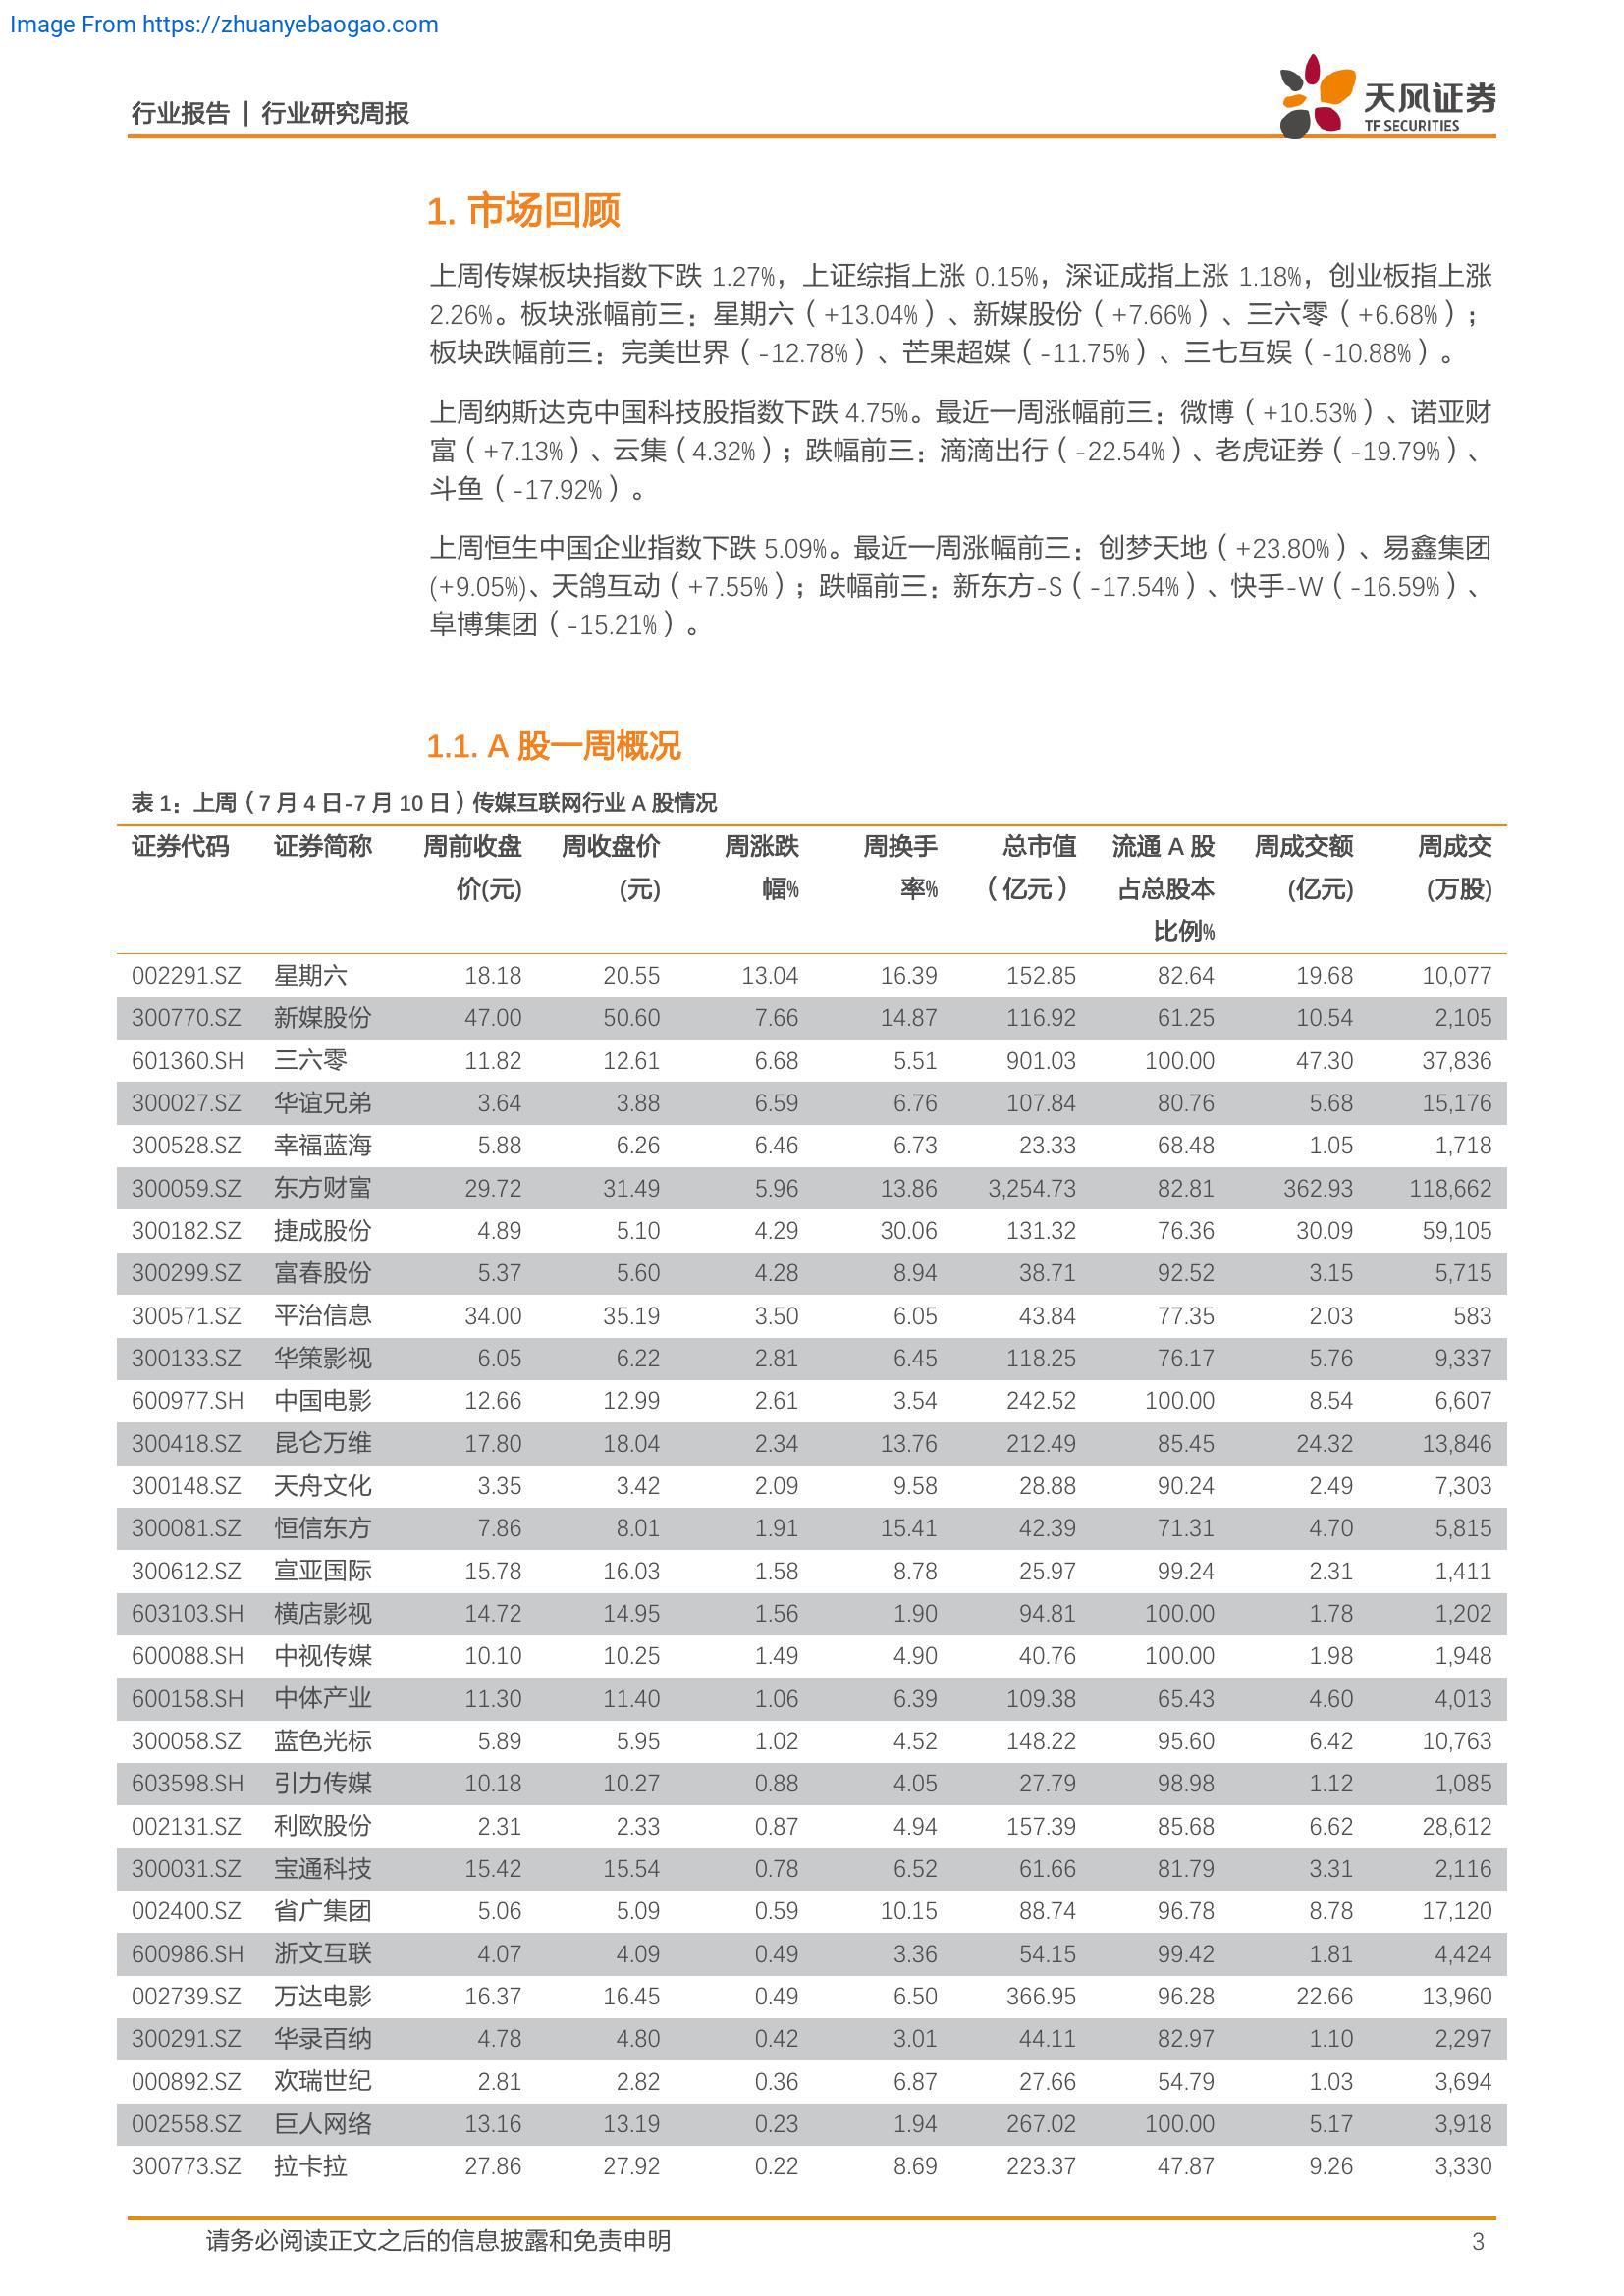 Image From https://zhuanyebaogao.com
行业报告 | 行业研究周报
天风证券
TF SECURITIES
1. 市场回顾
上周传媒板块指数下跌 1.27%，上证综指上涨 0.15%，深证成指上涨 1.18%，创业板指上涨
2.26%。板块涨幅前三：星期六（+13.04%）、新媒股份（+7.66%）、三六零（+6.68%）；
板块跌幅前三：完美世界（-12.78%）、芒果超媒（-11.75%）、三七互娱（-10.88%）。
上周纳斯达克中国科技股指数下跌 4.75%。最近一周涨幅前三：微博（+10.53%）、诺亚财
富（+7.13%）、云集（4.32%）；跌幅前三：滴滴出行（-22.54%）、老虎证券（-19.79%）、
斗鱼（-17.92%）。
上周恒生中国企业指数下跌 5.09%。最近一周涨幅前三：创梦天地（+23.80%）、易鑫集团
(+9.05%)、天鸽互动（+7.55%）；跌幅前三：新东方-S（-17.54%）、快手-W（-16.59%）、
阜博集团（-15.21%）。
1.1. A 股一周概况
表 1：上周（7 月 4 日-7 月 10 日）传媒互联网行业 A 股情况
证券代码 证券简称 周前收盘 周收盘价 周涨跌 周换手 总市值 流通 A 股 周成交额 周成交
价(元) (元) 幅% 率% （亿元） 占总股本 (亿元) (万股)
比例%
002291.SZ 星期六 18.18 20.55 13.04 16.39 152.85 82.64 19.68 10,077
300770.SZ 新媒股份 47.00 50.60 7.66 14.87 116.92 61.25 10.54 2,105
601360.SH 三六零 11.82 12.61 6.68 5.51 901.03 100.00 47.30 37,836
300027.SZ 华谊兄弟 3.64 3.88 6.59 6.76 107.84 80.76 5.68 15,176
300528.SZ 幸福蓝海 5.88 6.26 6.46 6.73 23.33 68.48 1.05 1,718
300059.SZ 东方财富 29.72 31.49 5.96 13.86 3,254.73 82.81 362.93 118,662
300182.SZ 捷成股份 4.89 5.10 4.29 30.06 131.32 76.36 30.09 59,105
300299.SZ 富春股份 5.37 5.60 4.28 8.94 38.71 92.52 3.15 5,715
300571.SZ 平治信息 34.00 35.19 3.50 6.05 43.84 77.35 2.03 583
300133.SZ 华策影视 6.05 6.22 2.81 6.45 118.25 76.17 5.76 9,337
600977.SH 中国电影 12.66 12.99 2.61 3.54 242.52 100.00 8.54 6,607
300418.SZ 昆仑万维 17.80 18.04 2.34 13.76 212.49 85.45 24.32 13,846
300148.SZ 天舟文化 3.35 3.42 2.09 9.58 28.88 90.24 2.49 7,303
300081.SZ 恒信东方 7.86 8.01 1.91 15.41 42.39 71.31 4.70 5,815
300612.SZ 宣亚国际 15.78 16.03 1.58 8.78 25.97 99.24 2.31 1,411
603103.SH 横店影视 14.72 14.95 1.56 1.90 94.81 100.00 1.78 1,202
600088.SH 中视传媒 10.10 10.25 1.49 4.90 40.76 100.00 1.98 1,948
600158.SH 中体产业 11.30 11.40 1.06 6.39 109.38 65.43 4.60 4,013
300058.SZ 蓝色光标 5.89 5.95 1.02 4.52 148.22 95.60 6.42 10,763
603598.SH 引力传媒 10.18 10.27 0.88 4.05 27.79 98.98 1.12 1,085
002131.SZ 利欧股份 2.31 2.33 0.87 4.94 157.39 85.68 6.62 28,612
300031.SZ 宝通科技 15.42 15.54 0.78 6.52 61.66 81.79 3.31 2,116
002400.SZ 省广集团 5.06 5.09 0.59 10.15 88.74 96.78 8.78 17,120
600986.SH 浙文互联 4.07 4.09 0.49 3.36 54.15 99.42 1.81 4,424
002739.SZ 万达电影 16.37 16.45 0.49 6.50 366.95 96.28 22.66 13,960
300291.SZ 华录百纳 4.78 4.80 0.42 3.01 44.11 82.97 1.10 2,297
000892.SZ 欢瑞世纪 2.81 2.82 0.36 6.87 27.66 54.79 1.03 3,694
002558.SZ 巨人网络 13.16 13.19 0.23 1.94 267.02 100.00 5.17 3,918
300773.SZ 拉卡拉 27.86 27.92 0.22 8.69 223.37 47.87 9.26 3,330
请务必阅读正文之后的信息披露和免责申明 3